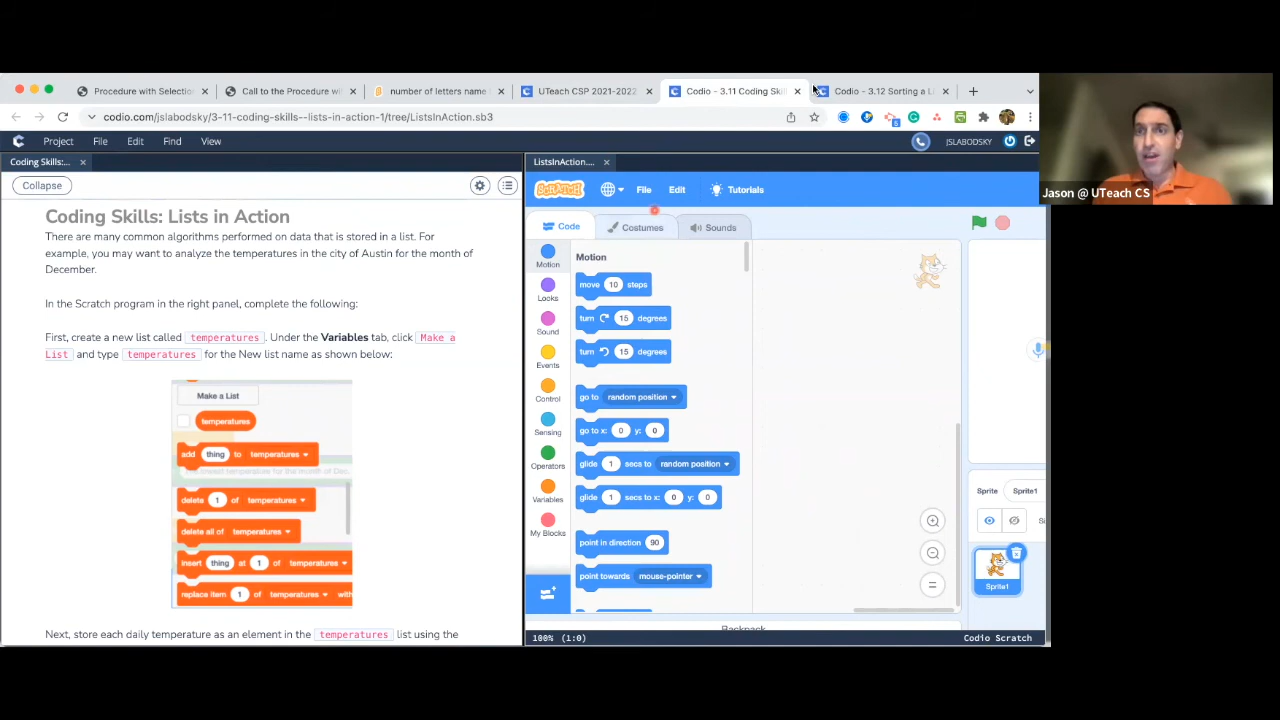 Procedure with Selectio
Call to the Procedure with
number of letters name
UTeach CSP 2021-2022
Codio - 3.11 Coding Skil
Codio - 3.12 Sorting a Li
codio.com/jslabodsky/3-11-coding-skills--lists-in-action-1/tree/ListsInAction.sb3
Project File Edit Find View
JSLABODSKY
Jason @ UTeach CS
Coding Skills:...
ListsInAction....
Collapse
SCRATCH
File Edit Tutorials
Coding Skills: Lists in Action
There are many common algorithms performed on data that is stored in a list. For
example, you may want to analyze the temperatures in the city of Austin for the month of
December.
In the Scratch program in the right panel, complete the following:
First, create a new list called temperatures. Under the Variables tab, click Make a
List and type temperatures for the New list name as shown below:
Make a List
temperatures
add thing to temperatures
delete 1 of temperatures
delete all of temperatures
insert thing at 1 of temperatures
replace item 1 of temperatures with
Next, store each daily temperature as an element in the temperatures list using the
Code Costumes Sounds
Motion
Looks
Sound
Events
Control
Sensing
Operators
Variables
My Blocks
Motion
move 10 steps
turn 15 degrees
turn 15 degrees
go to random position
go to x: 0 y: 0
glide 1 secs to random position
glide 1 secs to x: 0 y: 0
point in direction 90
point towards mouse-pointer
Backpack
Sprite Sprite1
Sprite1
100% (1:0)
Codio Scratch